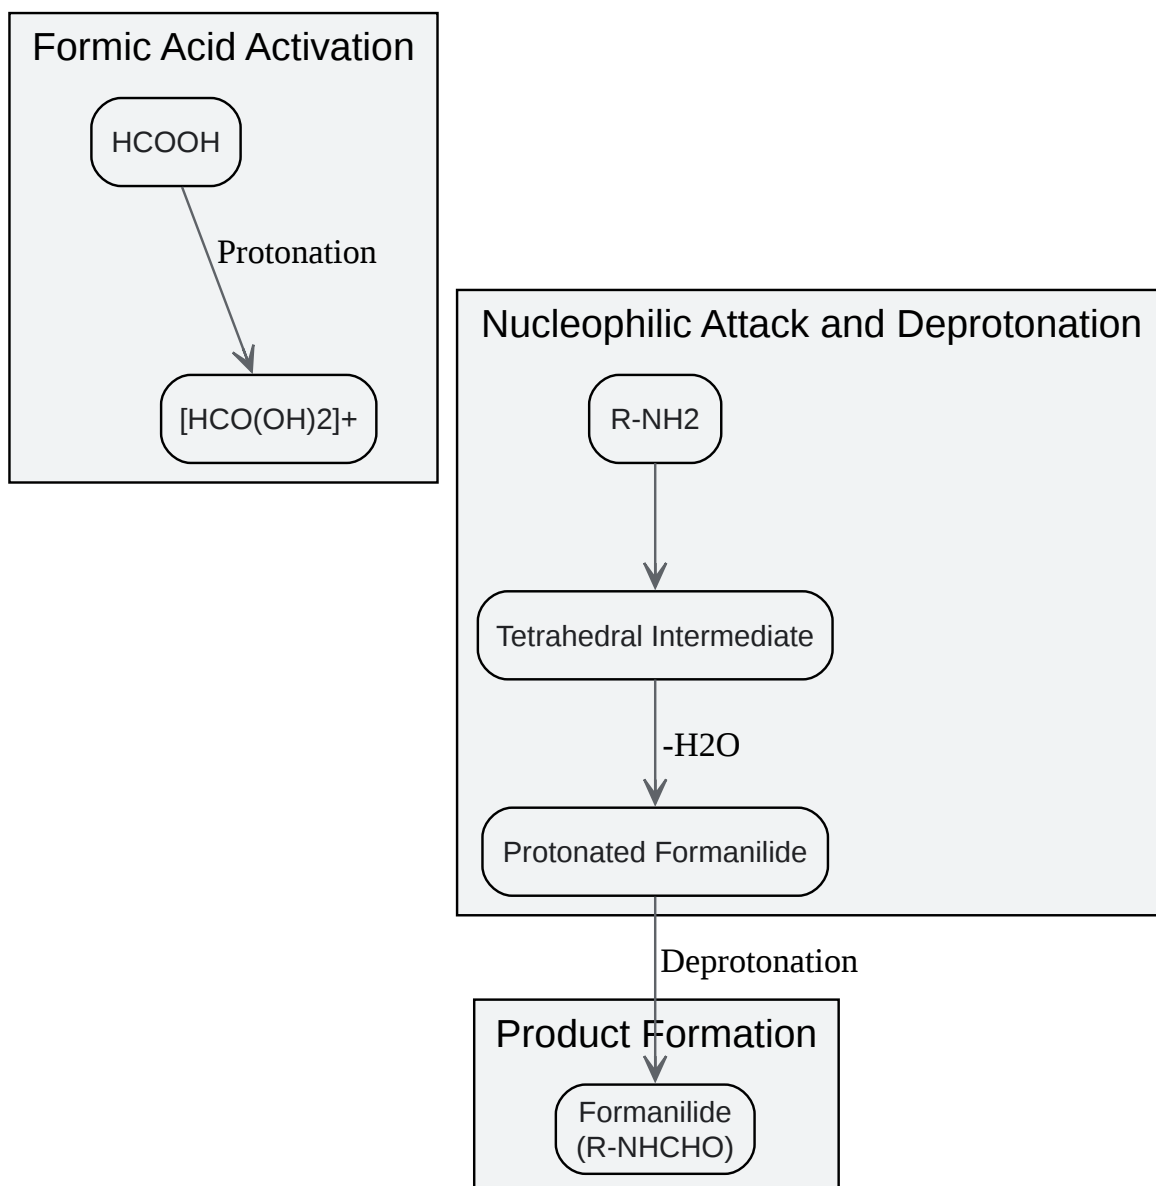 Formic Acid Activation
HCOOH
Protonation
[HCO(OH)2]+
Nucleophilic Attack and Deprotonation
R-NH2
Tetrahedral Intermediate
-H2O
Protonated Formanilide
Deprotonation
Product Formation
Formanilide
(R-NHCHO)